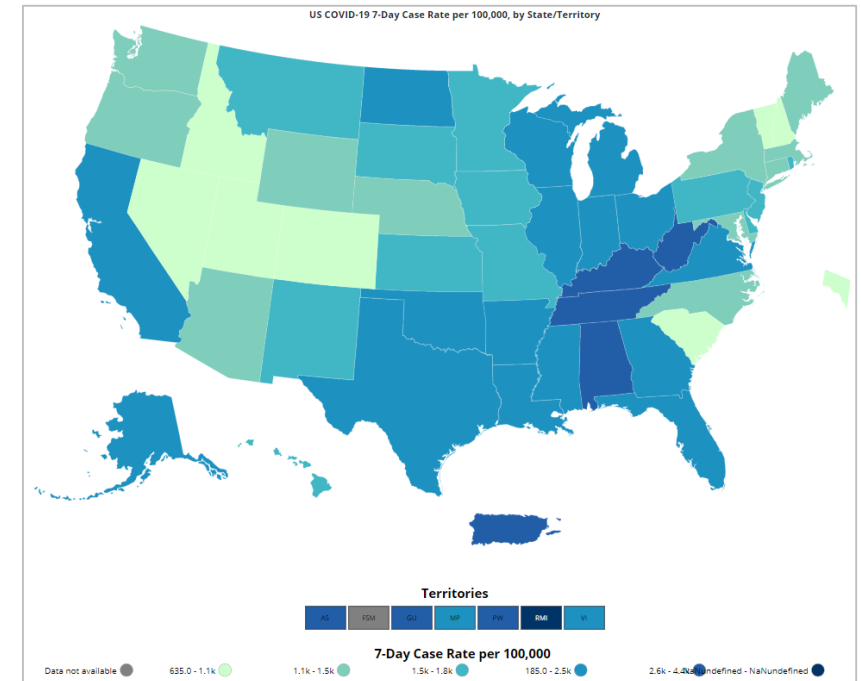 US COVID-19 7-Day Case Rate per 100,000, by State/Territory
Territories
AS FSM GU MP PW RMI VI
7-Day Case Rate per 100,000
Data not available 635.0 - 1.1k 1.1k - 1.5k 1.5k - 1.8k 185.0 - 2.5k 2.6k - 4.4k NaNundefined - NaNundefined